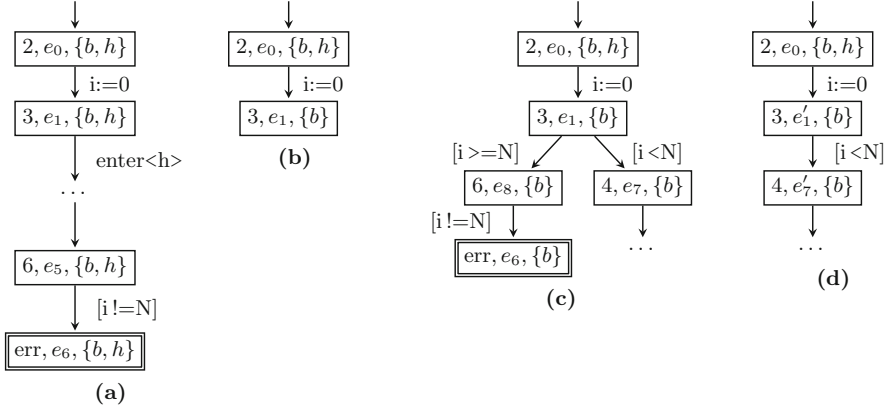 2, e₀, {b, h}
i:=0
3, e₁, {b, h}
enter<h>
...
6, e₅, {b, h}
[i!=N]
err, e₆, {b, h}
(a)
2, e₀, {b, h}
i:=0
3, e₁, {b}
(b)
2, e₀, {b, h}
i:=0
3, e₁, {b}
[i>=N] [i<N]
6, e₈, {b} 4, e₇, {b}
[i!=N]
err, e₆, {b} ...
(c)
2, e₀, {b, h}
i:=0
3, e′₁, {b}
[i<N]
4, e′₇, {b}
...
(d)